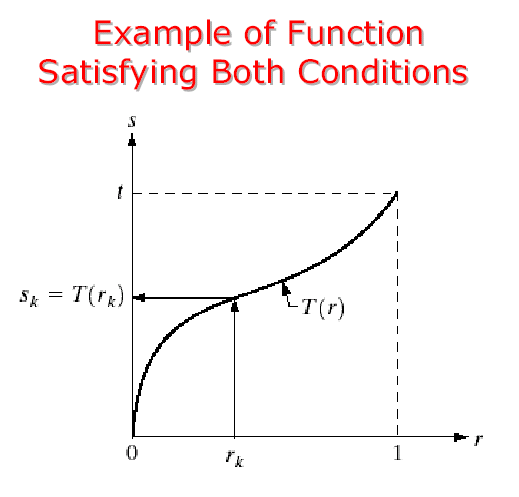 Example of Function
Satisfying Both Conditions
s
t
s_k = T(r_k)
T(r)
0
r_k
1
r